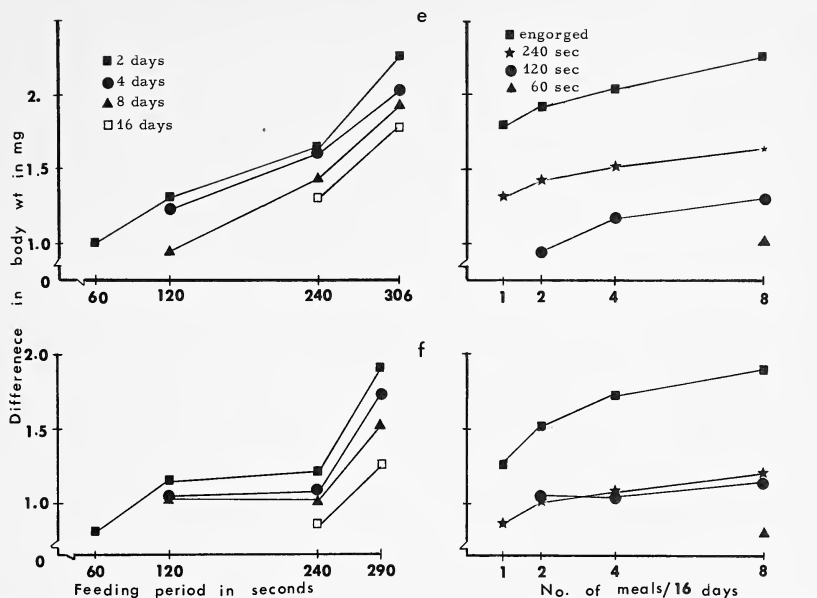 e
2 days
4 days
8 days
16 days
2.
1.5
1.0
0
60
120
240
306
engorged
240 sec
120 sec
60 sec
1
2
4
8
Differenece in body wt in mg
f
2.0
1.5
1.0
0
60
120
240
290
Feeding period in seconds
1
2
4
8
No. of meals/16 days